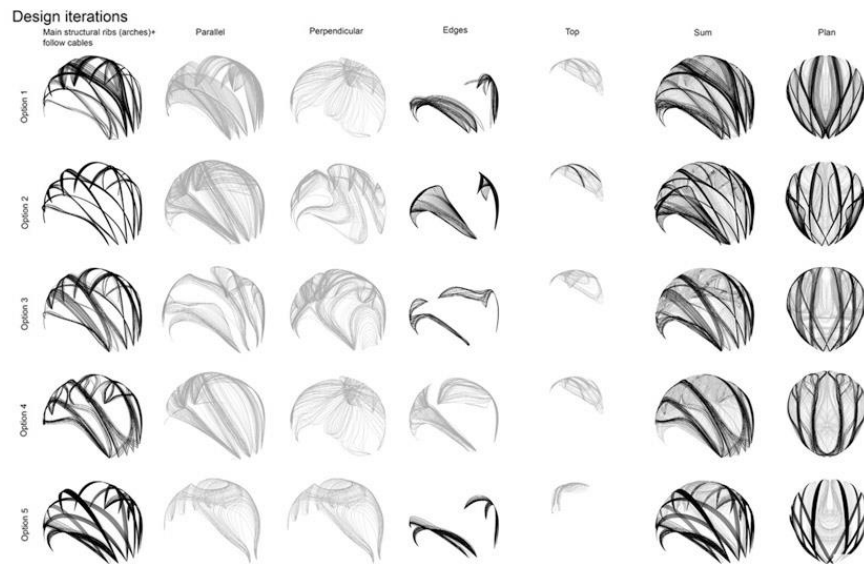 Design iterations
Main structural ribs (arches)+
follow cables
Parallel
Perpendicular
Edges
Top
Sum
Plan
Option 1
Option 2
Option 3
Option 4
Option 5